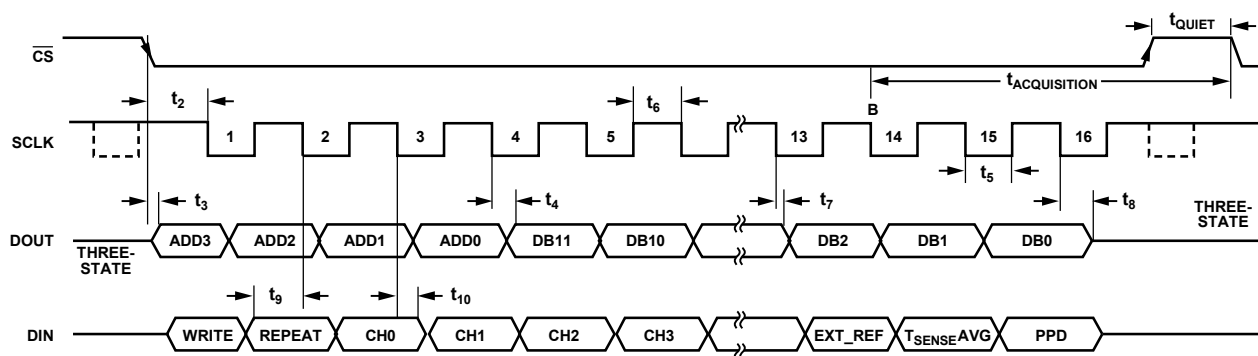 tQUIET
CS
tACQUISITION
t2
t6
B
SCLK
1 2 3 4 5 13 14 15 16
t3
t4
t7
t5
t8
THREE-
STATE
DOUT
THREE-
STATE
ADD3 ADD2 ADD1 ADD0 DB11 DB10 DB2 DB1 DB0
t9
t10
DIN
WRITE REPEAT CH0 CH1 CH2 CH3 EXT_REF TSENSEAVG PPD